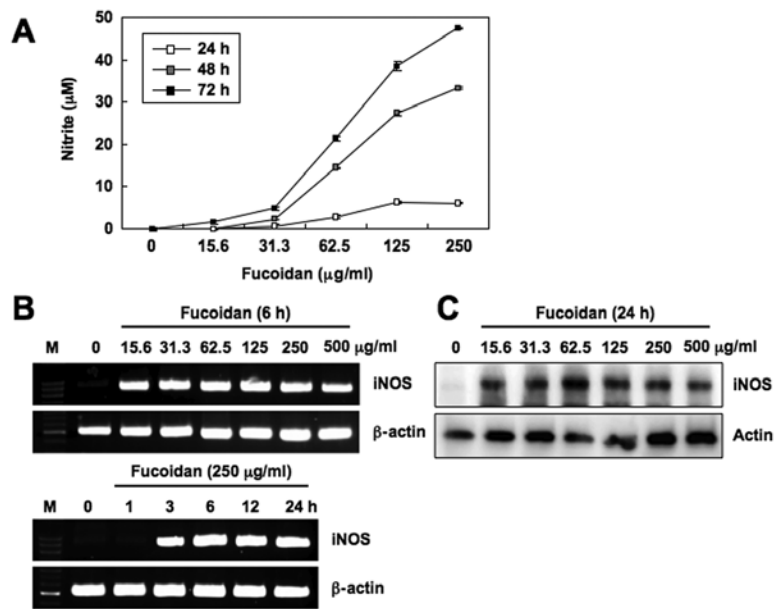 A
50
40
30
20
10
0
Nitrite (μM)
24 h
48 h
72 h
0 15.6 31.3 62.5 125 250
Fucoidan (μg/ml)
B
Fucoidan (6 h)
M 0 15.6 31.3 62.5 125 250 500 μg/ml
iNOS
β-actin
Fucoidan (250 μg/ml)
M 0 1 3 6 12 24 h
iNOS
β-actin
C
Fucoidan (24 h)
0 15.6 31.3 62.5 125 250 500 μg/ml
iNOS
Actin